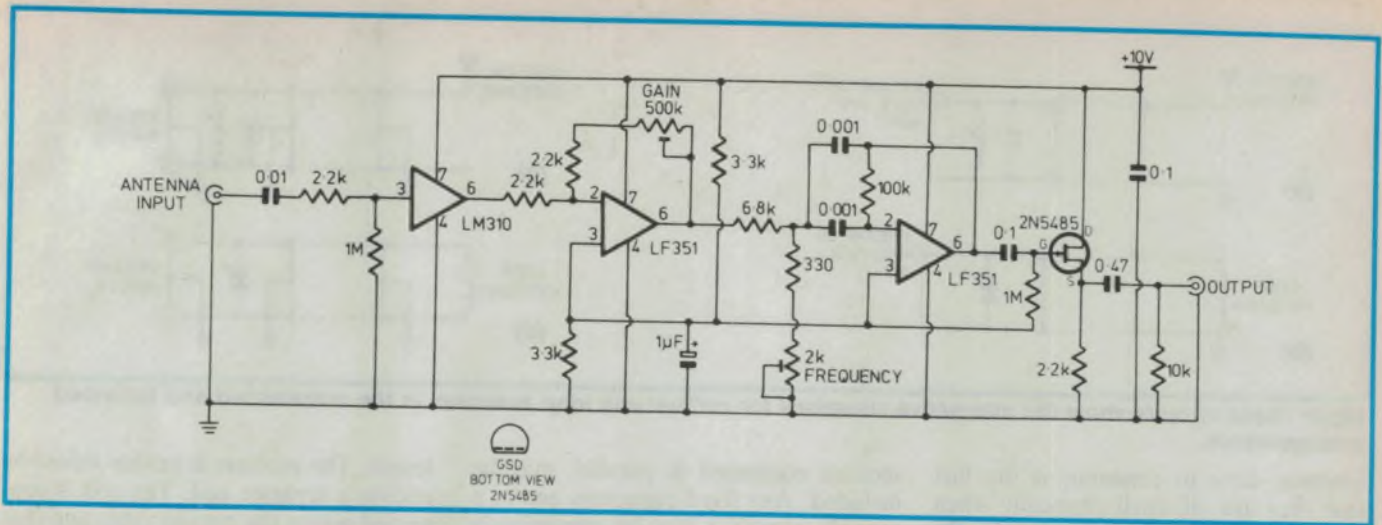 +10V
GAIN
500k
0·001
2·2k
3·3k
100k
0·1
ANTENNA
INPUT
0·01
2·2k
3
7
6
4
LM310
2·2k
2
7
6
3
4
LF351
6·8k
0·001
2
7
6
3
4
LF351
0·1
2N5485
G
D
S
0·47
OUTPUT
1M
330
1M
3·3k
1µF
+
2k
FREQUENCY
2·2k
10k
GSD
BOTTOM VIEW
2N5485